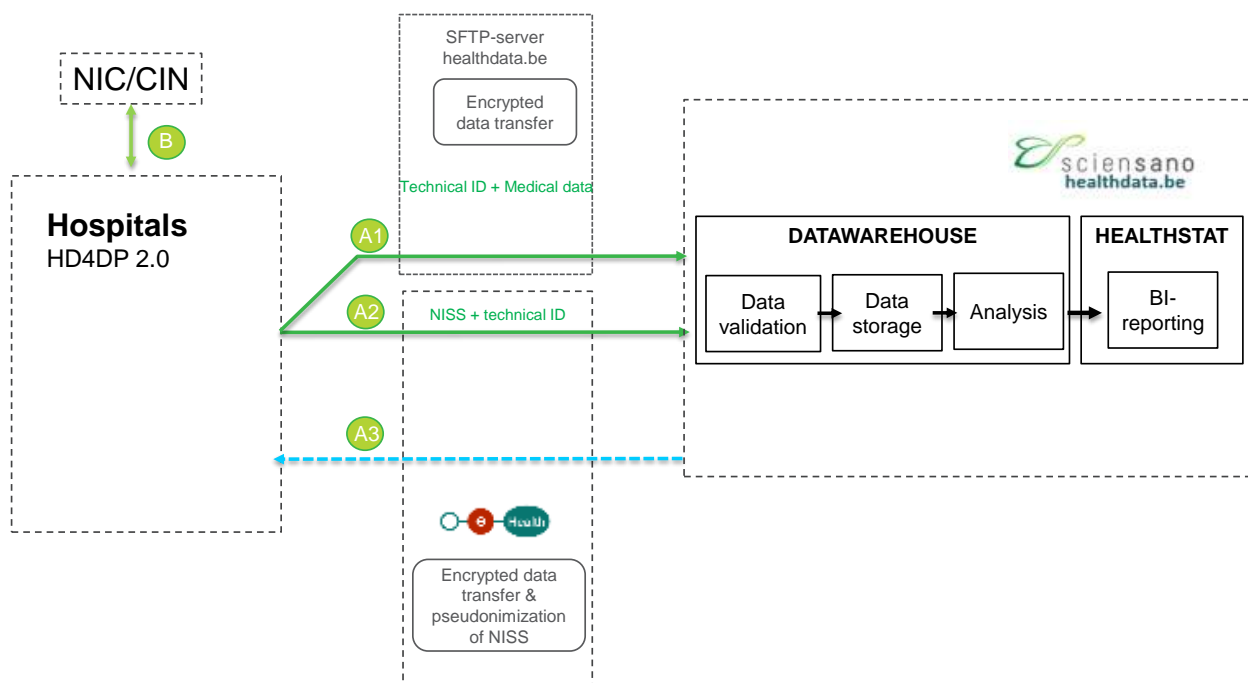 NIC/CIN
B
Hospitals
HD4DP 2.0
SFTP-server
healthdata.be
Encrypted
data transfer
Technical ID + Medical data
A1
A2
NISS + technical ID
A3
e
Health
Encrypted data
transfer &
pseudonimization
of NISS
sciensano
healthdata.be
DATAWAREHOUSE
Data
validation
Data
storage
Analysis
HEALTHSTAT
BI-
reporting